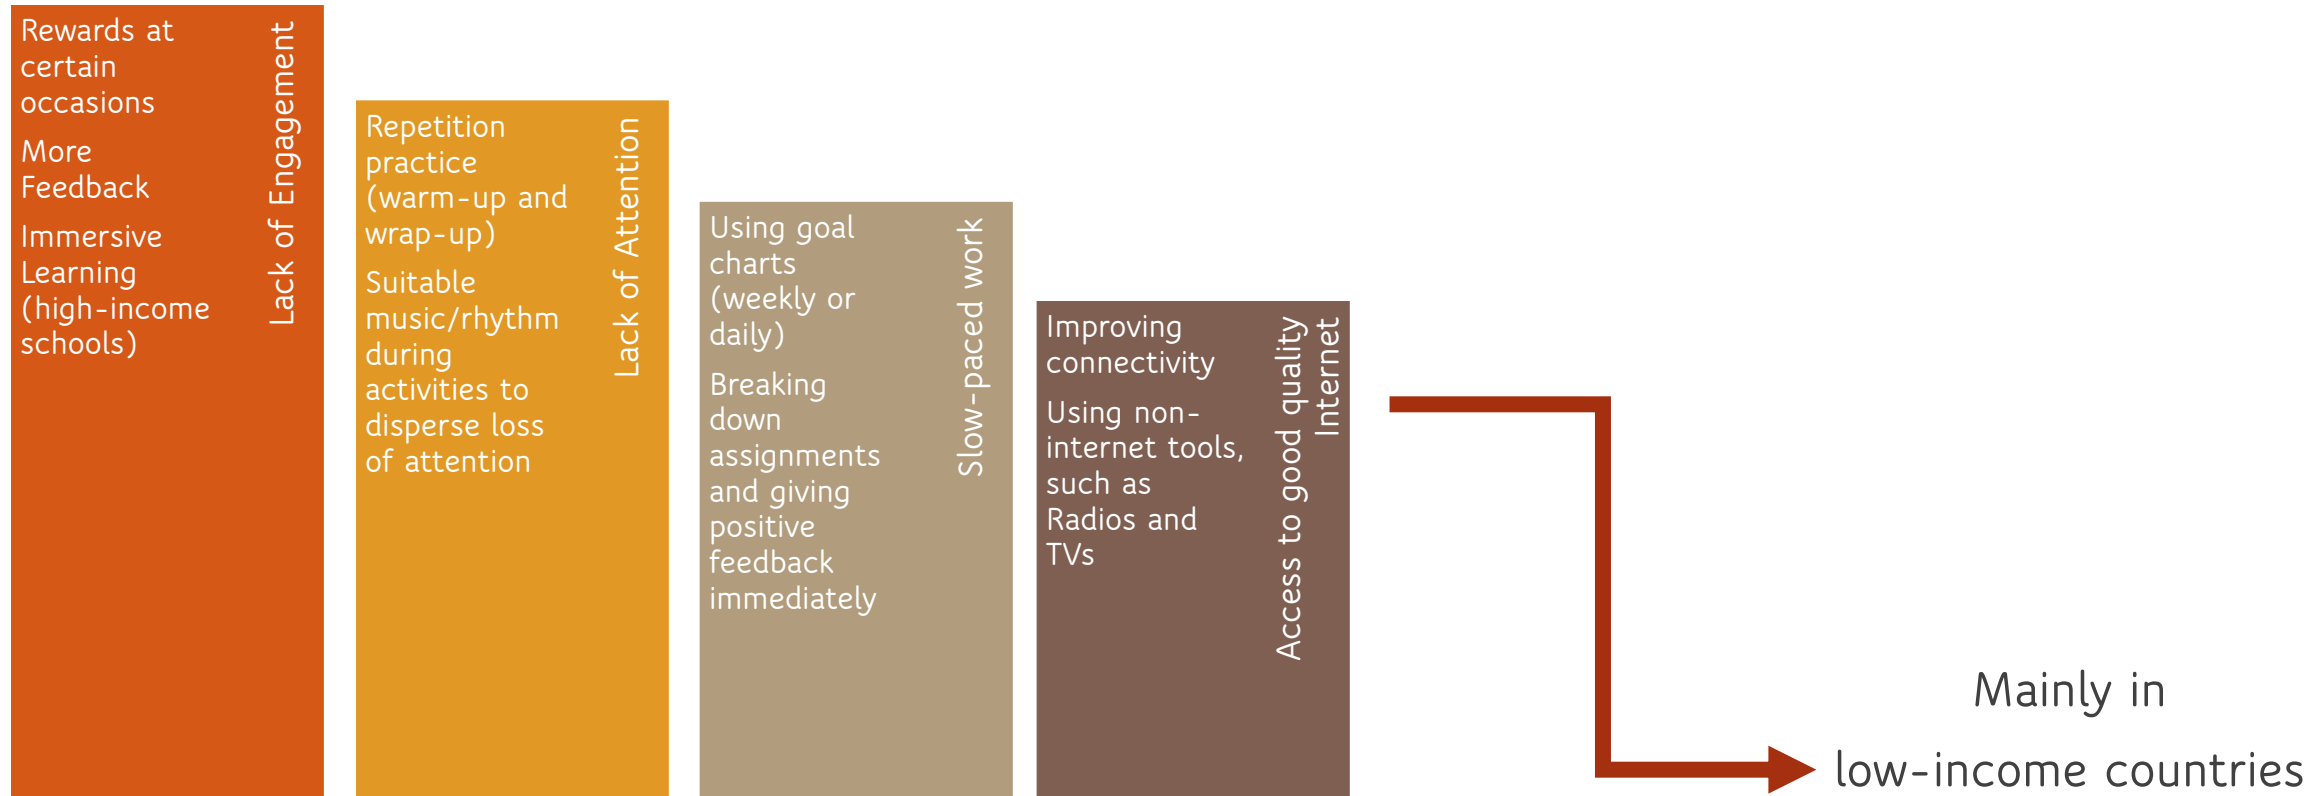 Rewards at
certain
occasions
More
Feedback
Immersive
Learning
(high-income
schools)
Lack of Engagement
Repetition
practice
(warm-up and
wrap-up)
Suitable
music/rhythm
during
activities to
disperse loss
of attention
Lack of Attention
Using goal
charts
(weekly or
daily)
Breaking
down
assignments
and giving
positive
feedback
immediately
Slow-paced work
Improving
connectivity
Using non-
internet tools,
such as
Radios and
TVs
Access to good quality
Internet
Mainly in
low-income countries